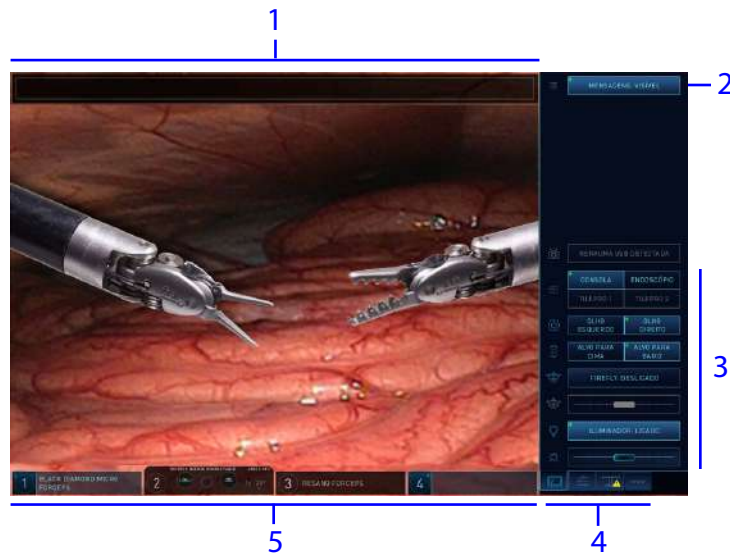 1
2
MENSAGENS: VISÍVEL
NENHUMA USB DETETADA
CONSOLA
ENDOSCÓPIO
TILEPRO 1
TILEPRO 2
OLHO
ESQUERDO
OLHO
DIREITO
ALVO PARA
CIMA
ALVO PARA
BAIXO
3
FIREFLY: DESLIGADO
ILUMINADOR: LIGADO
1
BLACK DIAMOND MICRO
FORCEPS
2
30°
3
RESANO FORCEPS
4
5
4